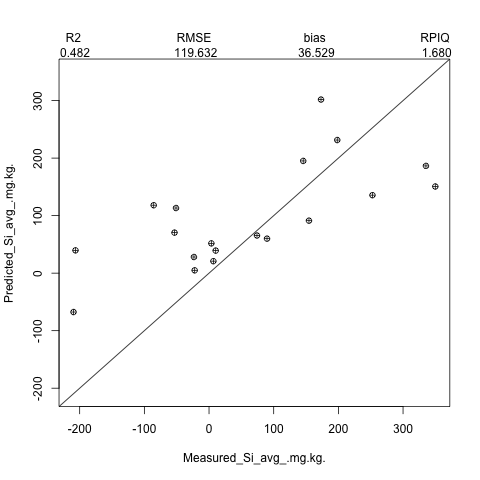 R2 RMSE bias RPIQ
0.482 119.632 36.529 1.680
300
200
100
0
-100
-200
Predicted_Si_avg_.mg.kg.
-200 -100 0 100 200 300
Measured_Si_avg_.mg.kg.